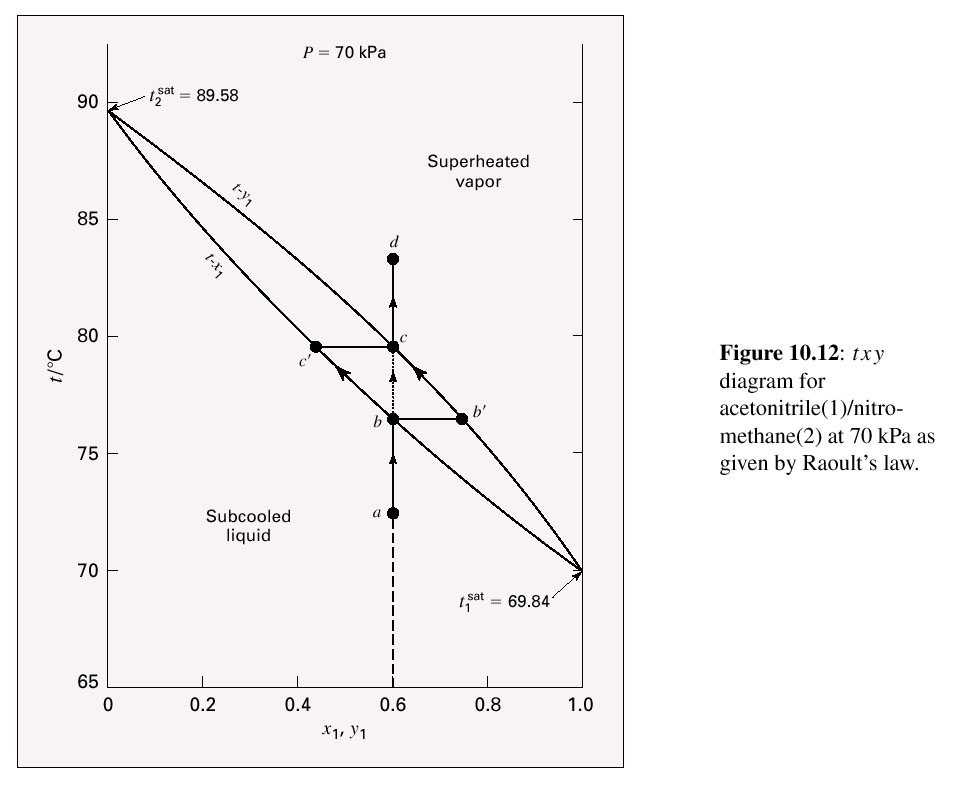 P = 70 kPa
90
t₂ˢᵃᵗ = 89.58
Superheated
vapor
t-y₁
85
t-x₁
d
80
c
c′
t/°C
b′
b
75
a
Subcooled
liquid
70
t₁ˢᵃᵗ = 69.84
65
0 0.2 0.4 0.6 0.8 1.0
x₁, y₁
Figure 10.12: txy
diagram for
acetonitrile(1)/nitro-
methane(2) at 70 kPa as
given by Raoult's law.